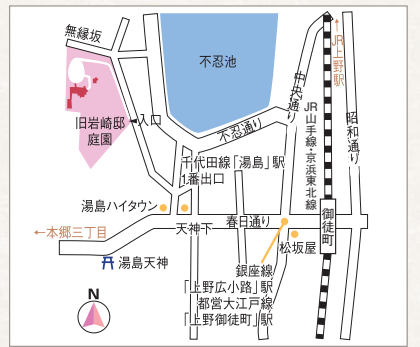 無縁坂
不忍池
中央通り
←JR上野駅
JR山手線・京浜東北線
昭和通り
旧岩崎邸
庭園
◀入口
不忍通り
千代田線「湯島」駅
1番出口
湯島ハイタウン
天神下
春日通り
御徒町
←本郷三丁目
松坂屋
湯島天神
銀座線
「上野広小路」駅
都営大江戸線
「上野御徒町」駅
N